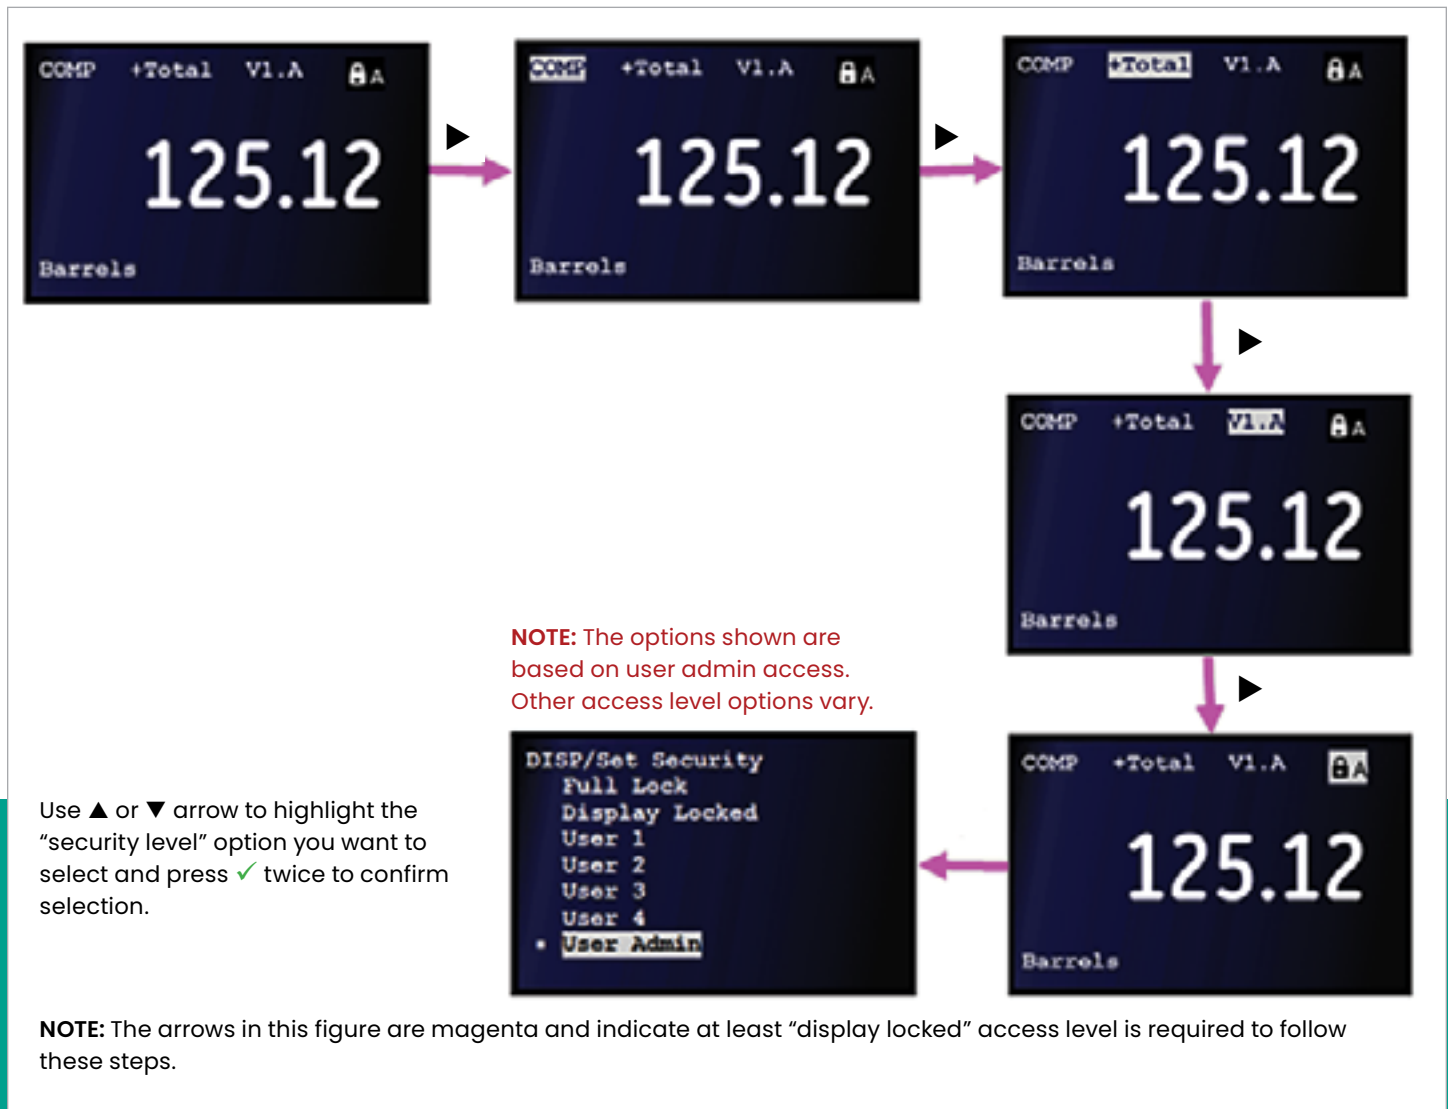 COMP +Total V1.A A
125.12
Barrels
COMP +Total V1.A A
125.12
Barrels
COMP +Total V1.A A
125.12
Barrels
COMP +Total V1.A A
125.12
Barrels
COMP +Total V1.A A
125.12
Barrels
NOTE: The options shown are
based on user admin access.
Other access level options vary.
DISP/Set Security
Full Lock
Display Locked
User 1
User 2
User 3
User 4
• User Admin
Use ▲ or ▼ arrow to highlight the
“security level” option you want to
select and press ✓ twice to confirm
selection.
NOTE: The arrows in this figure are magenta and indicate at least “display locked” access level is required to follow
these steps.